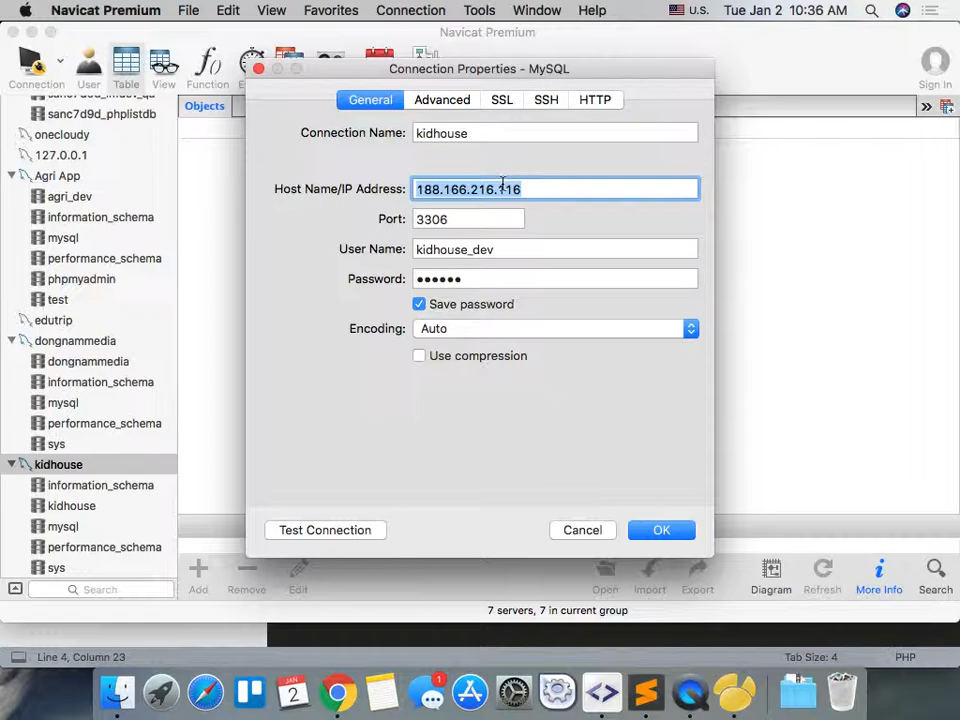 Navicat Premium File Edit View Favorites Connection Tools Window Help U.S. Tue Jan 2 10:36 AM
Navicat Premium
Connection User Table View Function Sign In
Objects
Connection Properties - MySQL
General Advanced SSL SSH HTTP
Connection Name: kidhouse
Host Name/IP Address: 188.166.216.116
Port: 3306
User Name: kidhouse_dev
Password: ••••••
Save password
Encoding: Auto
Use compression
Test Connection Cancel OK
sanc7d9d_phplistdb
onecloudy
127.0.0.1
Agri App
agri_dev
information_schema
mysql
performance_schema
phpmyadmin
test
edutrip
dongnammedia
dongnammedia
information_schema
mysql
performance_schema
sys
kidhouse
information_schema
kidhouse
mysql
performance_schema
sys
Search
Add Remove Edit Open Import Export Diagram Refresh More Info Search
7 servers, 7 in current group
Line 4, Column 23 Tab Size: 4 PHP
JAN
2
1